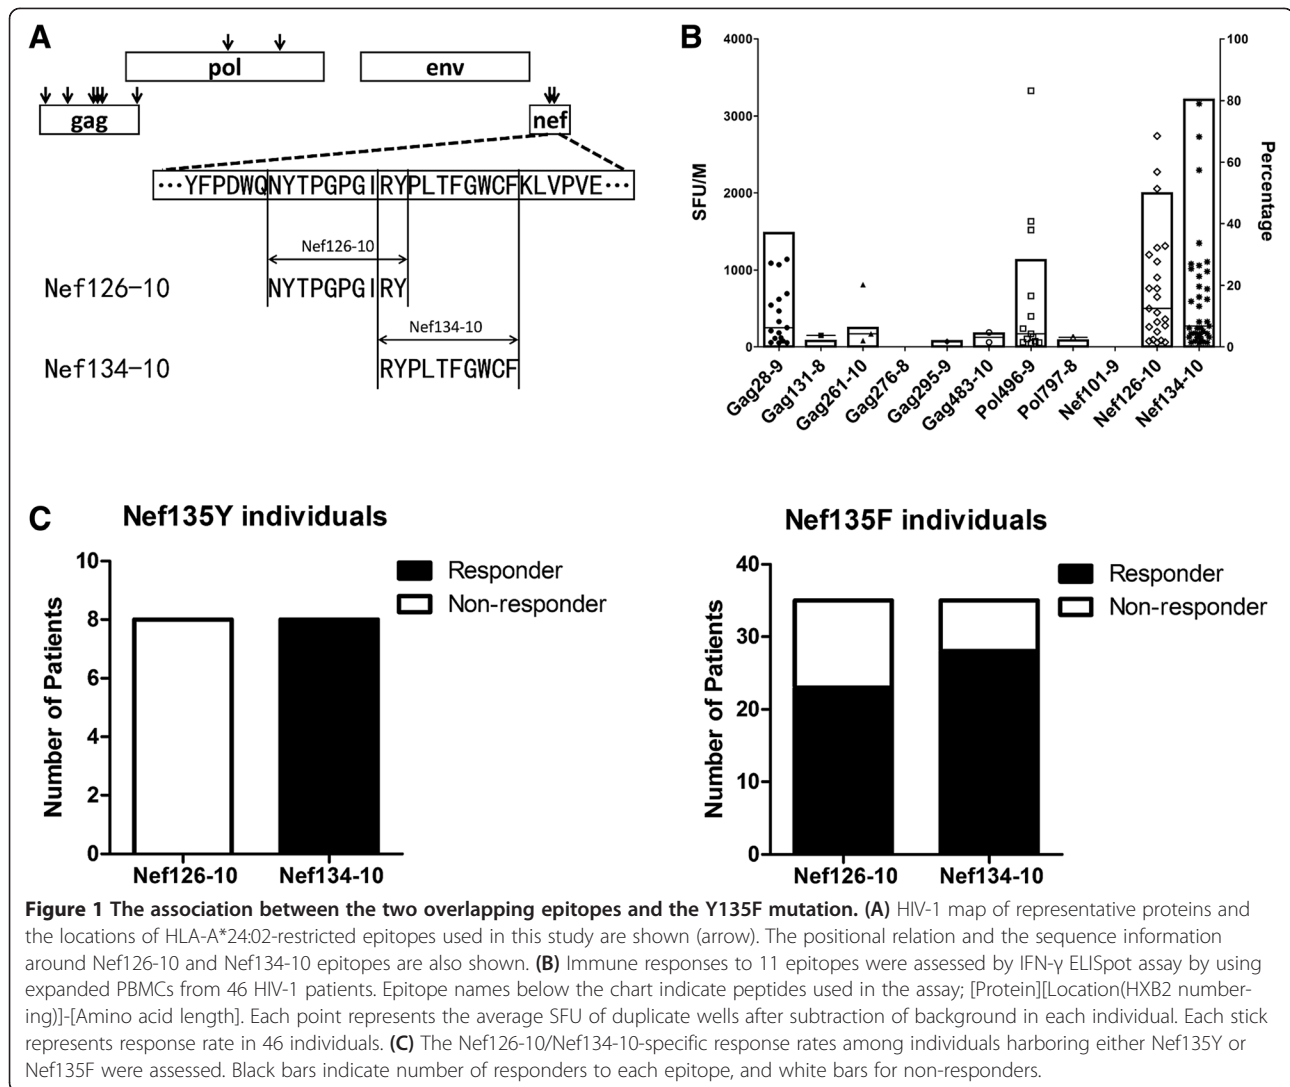 A
pol
env
gag
nef
···YFPDWQNYTPGPGIRYPLTFGWCFKLVPVE···
Nef126-10
Nef126-10 NYTPGPGIRY
Nef134-10
Nef134-10 RYPLTFGWCF
B
4000
3000
2000
1000
0
SFU/M
100
80
60
40
20
0
Percentage
Gag28-9
Gag131-8
Gag261-10
Gag276-8
Gag295-9
Gag483-10
Pol496-9
Pol797-8
Nef101-9
Nef126-10
Nef134-10
C
Nef135Y individuals
10
8
6
4
2
0
Number of Patients
Responder
Non-responder
Nef126-10 Nef134-10
Nef135F individuals
40
30
20
10
0
Number of Patients
Responder
Non-responder
Nef126-10 Nef134-10
Figure 1 The association between the two overlapping epitopes and the Y135F mutation. (A) HIV-1 map of representative proteins and
the locations of HLA-A*24:02-restricted epitopes used in this study are shown (arrow). The positional relation and the sequence information
around Nef126-10 and Nef134-10 epitopes are also shown. (B) Immune responses to 11 epitopes were assessed by IFN-γ ELISpot assay by using
expanded PBMCs from 46 HIV-1 patients. Epitope names below the chart indicate peptides used in the assay; [Protein][Location(HXB2 number-
ing)]-[Amino acid length]. Each point represents the average SFU of duplicate wells after subtraction of background in each individual. Each stick
represents response rate in 46 individuals. (C) The Nef126-10/Nef134-10-specific response rates among individuals harboring either Nef135Y or
Nef135F were assessed. Black bars indicate number of responders to each epitope, and white bars for non-responders.